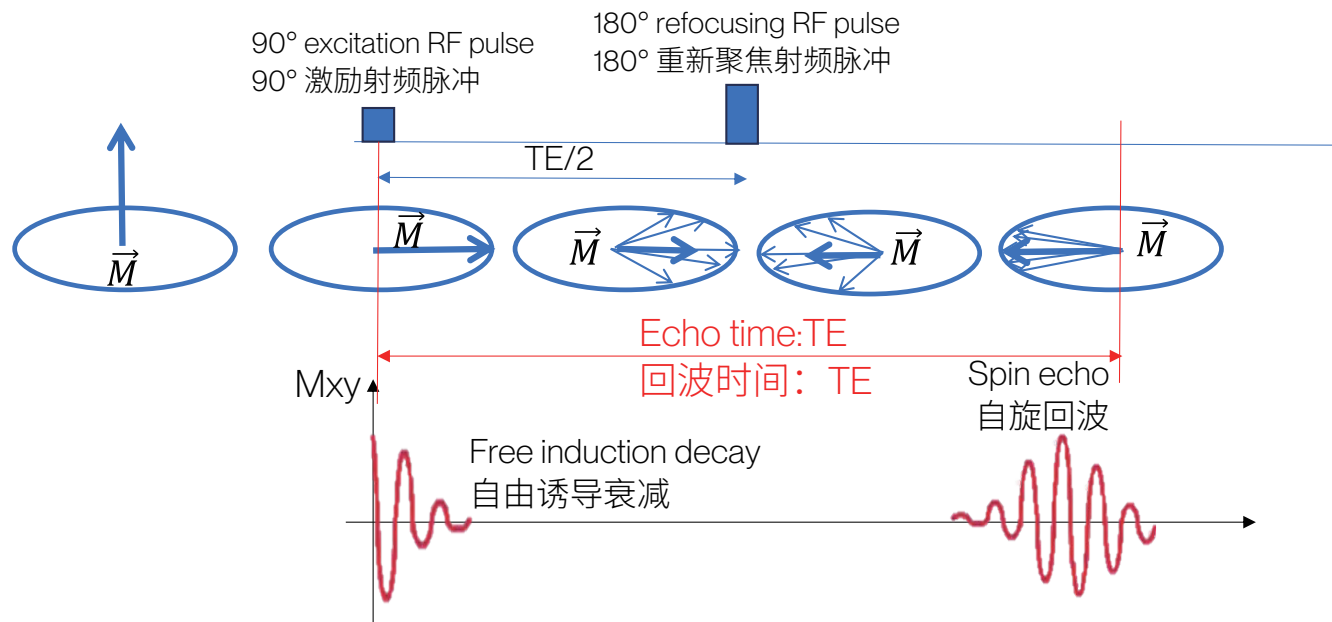 90° excitation RF pulse
90° 激励射频脉冲
180° refocusing RF pulse
180° 重新聚焦射频脉冲
TE/2
M⃗
M⃗
M⃗
M⃗
M⃗
Echo time:TE
回波时间：TE
Mxy
Spin echo
自旋回波
Free induction decay
自由诱导衰减